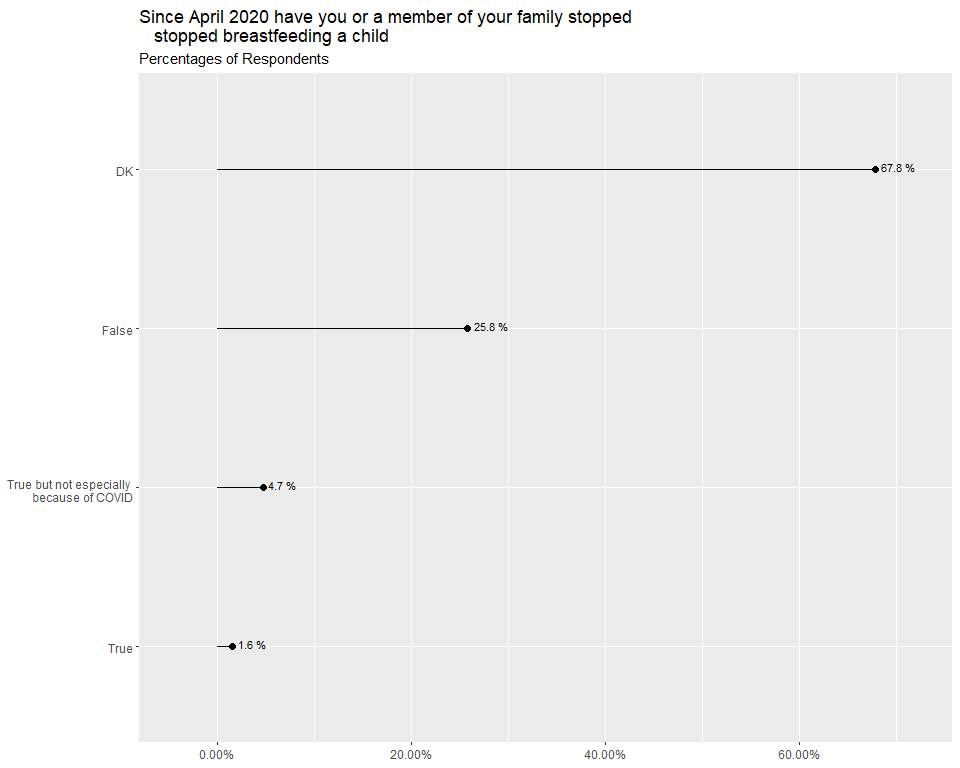 Since April 2020 have you or a member of your family stopped
stopped breastfeeding a child
Percentages of Respondents
DK
67.8 %
False
25.8 %
True but not especially
because of COVID
4.7 %
True
1.6 %
0.00%
20.00%
40.00%
60.00%